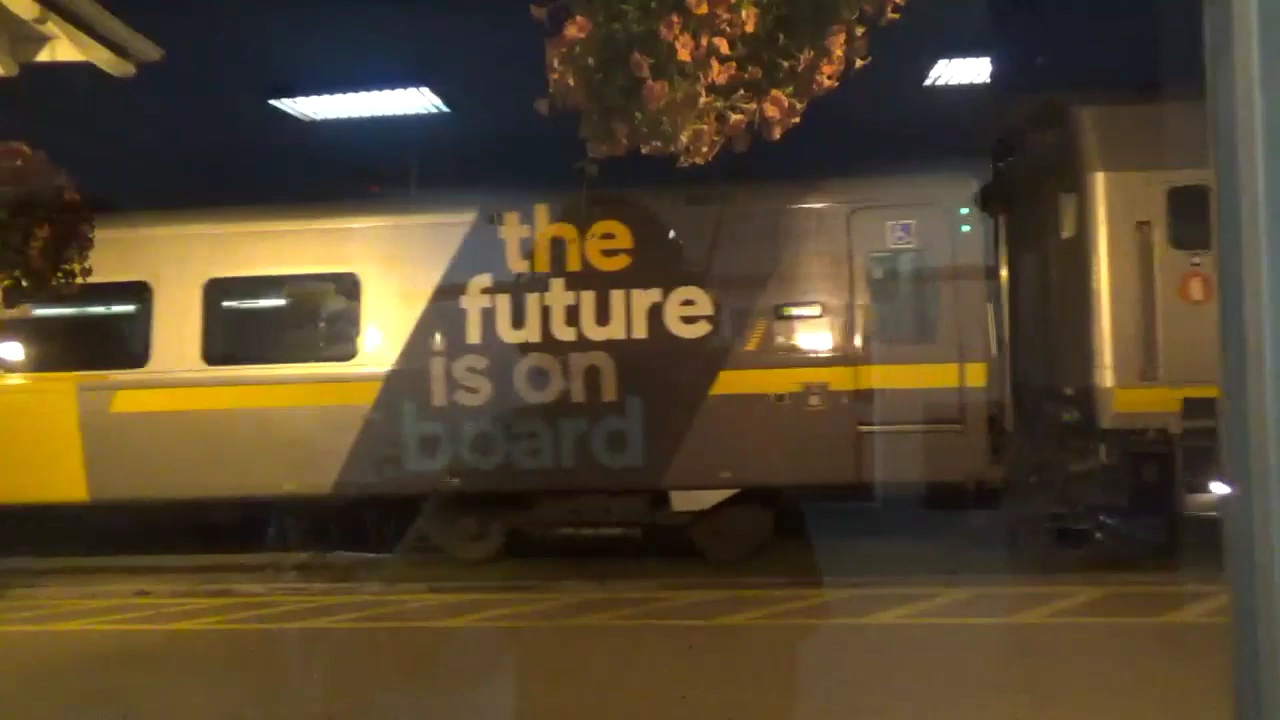 the
future
is on
board